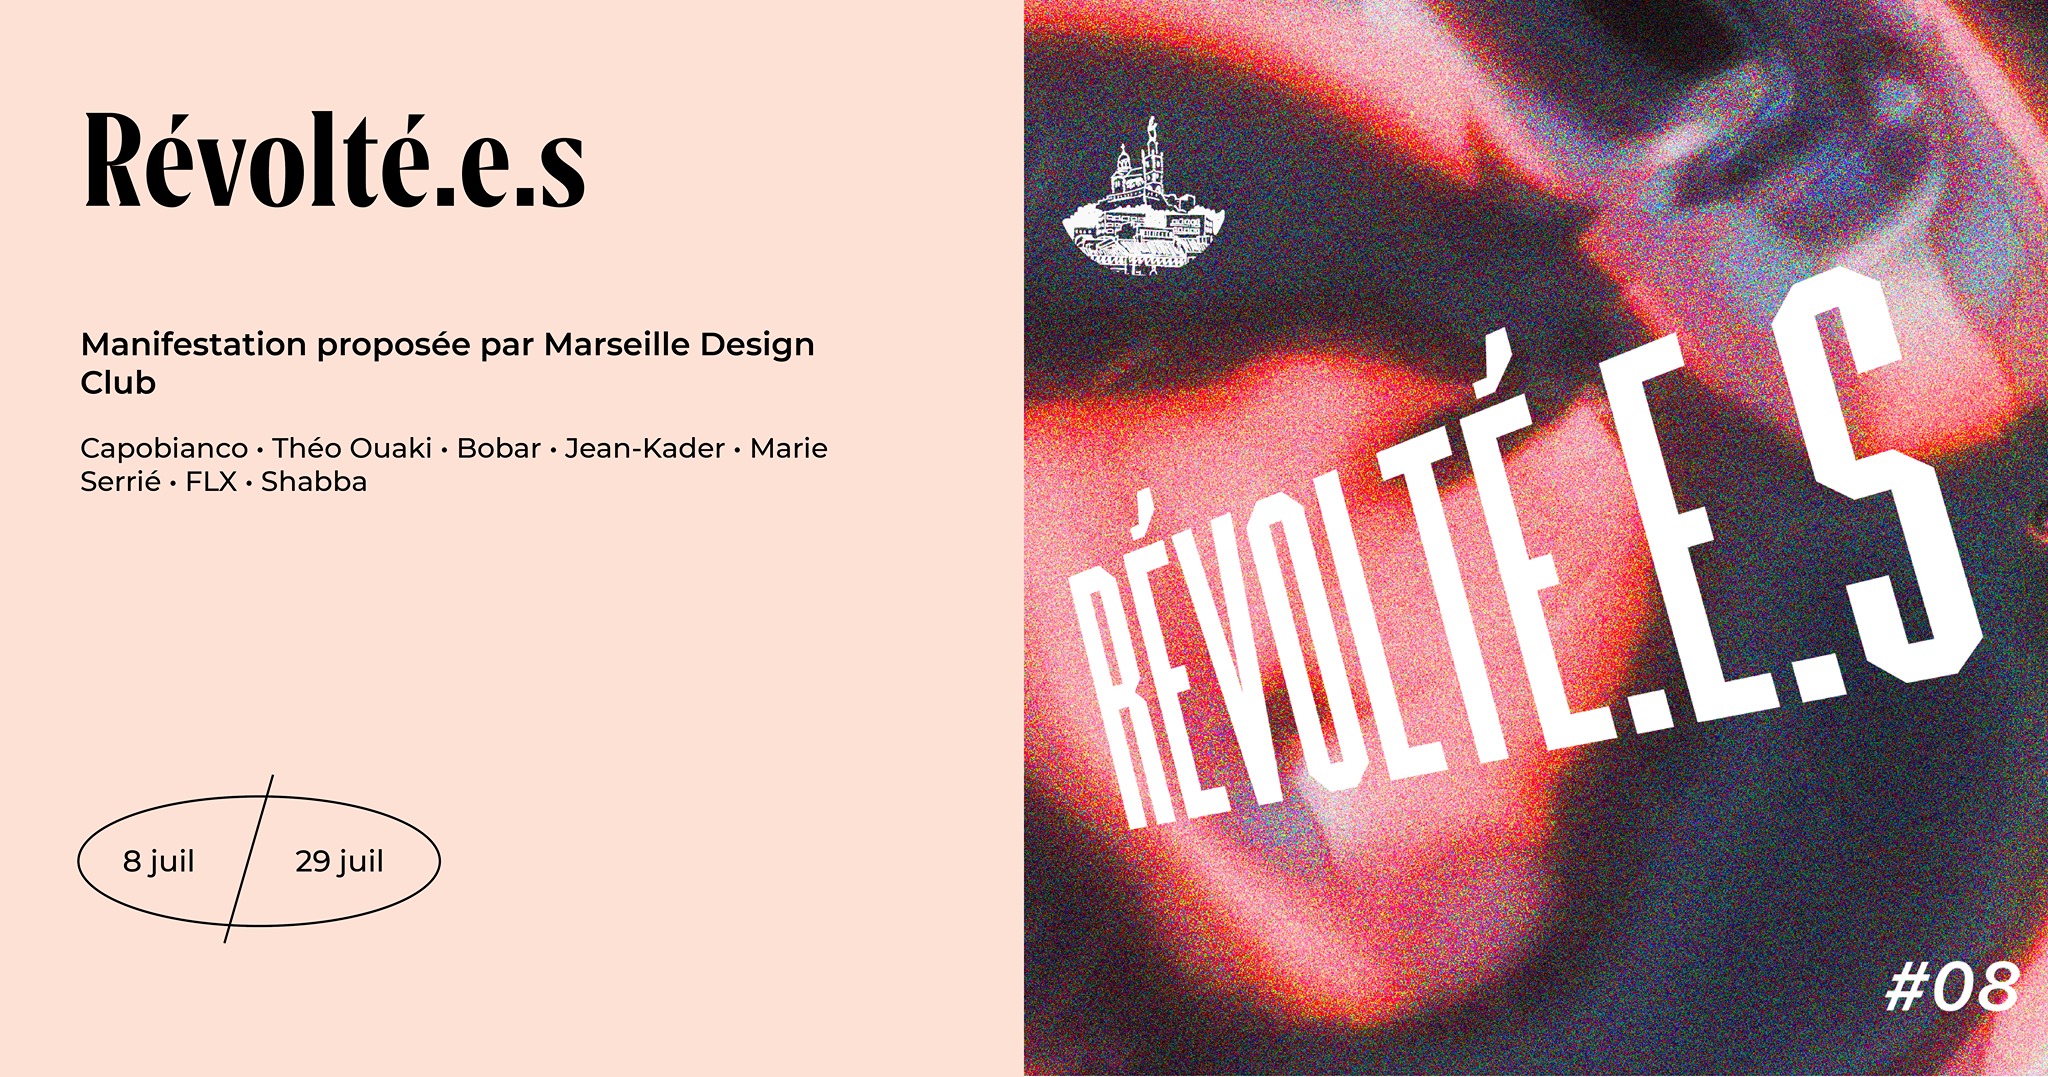 Révolté.e.s
Manifestation proposée par Marseille Design
Club
Capobianco • Théo Ouaki • Bobar • Jean-Kader • Marie
Serrié • FLX • Shabba
8 juil
29 juil
RÉVOLTÉ.E.S
#08